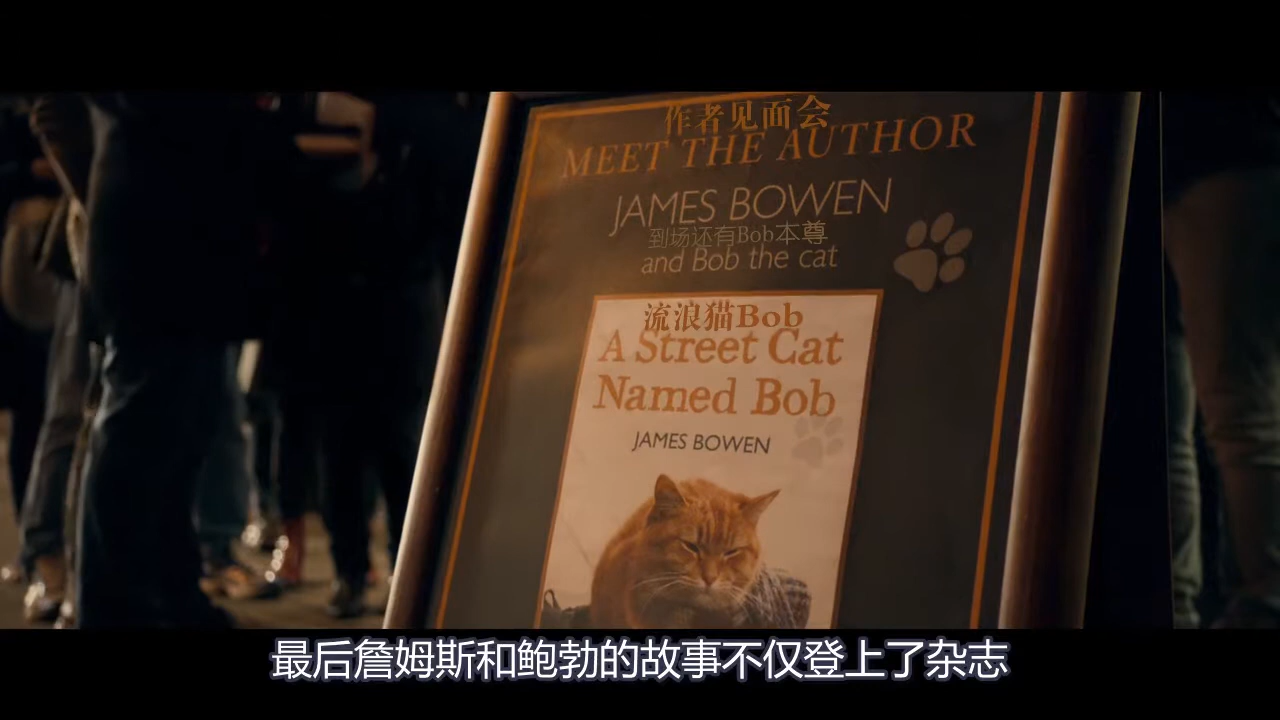 作者见面会
MEET THE AUTHOR
JAMES BOWEN
到场还有Bob本尊
and Bob the cat
流浪猫Bob
A Street Cat
Named Bob
JAMES BOWEN
最后詹姆斯和鲍勃的故事不仅登上了杂志